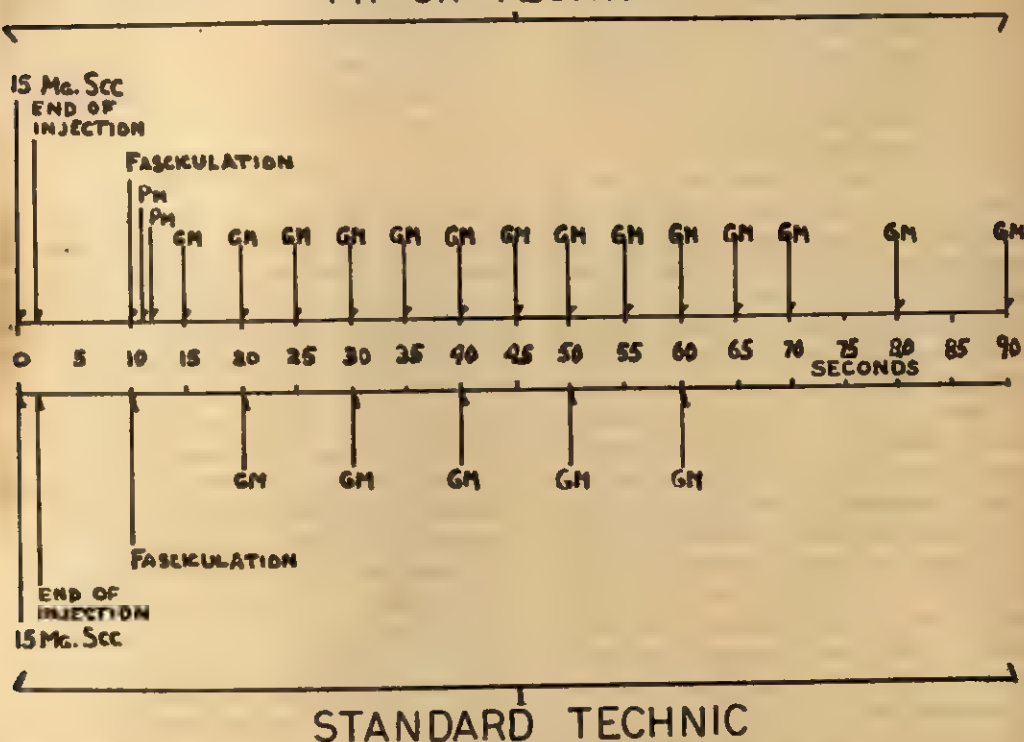 15 Mg. Scc
END OF
INJECTION
FASCICULATION
PM
PM
GM GM GM GM GM GM GM GM GM GM GM GM GM GM
0 5 10 15 20 25 30 35 40 45 50 55 60 65 70 75 80 85 90
SECONDS
GM GM GM GM GM
FASCICULATION
END OF
INJECTION
15 Mg. Scc
STANDARD TECHNIC